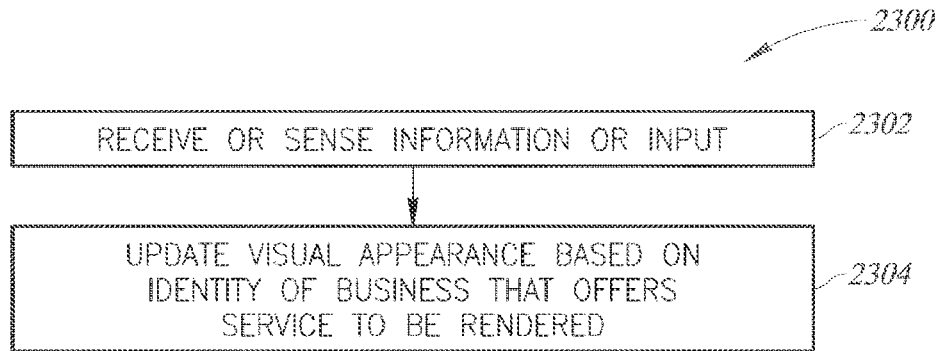 2300
RECEIVE OR SENSE INFORMATION OR INPUT
2302
UPDATE VISUAL APPEARANCE BASED ON
IDENTITY OF BUSINESS THAT OFFERS
SERVICE TO BE RENDERED
2304